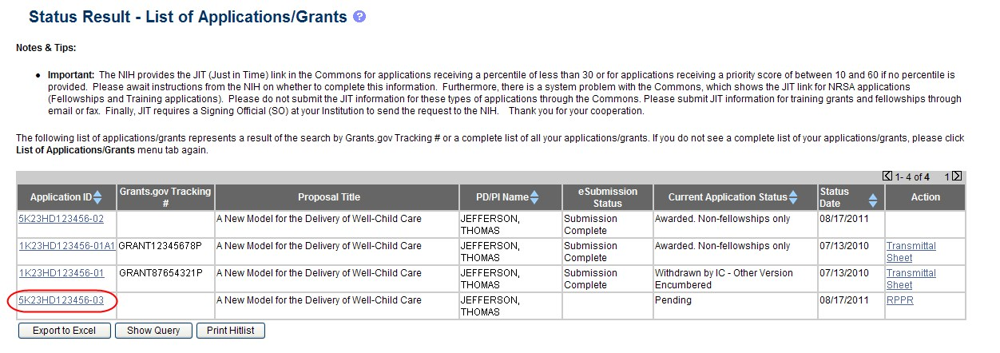 Status Result - List of Applications/Grants ?
Notes & Tips:
• Important: The NIH provides the JIT (Just in Time) link in the Commons for applications receiving a percentile of less than 30 or for applications receiving a priority score of between 10 and 60 if no percentile is
provided. Please await instructions from the NIH on whether to complete this information. Furthermore, there is a system problem with the Commons, which shows the JIT link for NRSA applications
(Fellowships and Training applications). Please do not submit the JIT information for these types of applications through the Commons. Please submit JIT information for training grants and fellowships through
email or fax. Finally, JIT requires a Signing Official (SO) at your Institution to send the request to the NIH. Thank you for your cooperation.
The following list of applications/grants represents a result of the search by Grants.gov Tracking # or a complete list of all your applications/grants. If you do not see a complete list of your applications/grants, please click
List of Applications/Grants menu tab again.
1- 4 of 4 1
Application ID Grants.gov Tracking # Proposal Title PD/PI Name eSubmission Status Current Application Status Status Date Action
5K23HD123456-02 A New Model for the Delivery of Well-Child Care JEFFERSON, THOMAS Submission Complete Awarded. Non-fellowships only 08/17/2011
1K23HD123456-01A1 GRANT12345678P A New Model for the Delivery of Well-Child Care JEFFERSON, THOMAS Submission Complete Awarded. Non-fellowships only 07/13/2010 Transmittal Sheet
1K23HD123456-01 GRANT87654321P A New Model for the Delivery of Well-Child Care JEFFERSON, THOMAS Submission Complete Withdrawn by IC - Other Version Encumbered 07/13/2010 Transmittal Sheet
5K23HD123456-03 A New Model for the Delivery of Well-Child Care JEFFERSON, THOMAS Pending 08/17/2011 RPPR
Export to Excel Show Query Print Hitlist